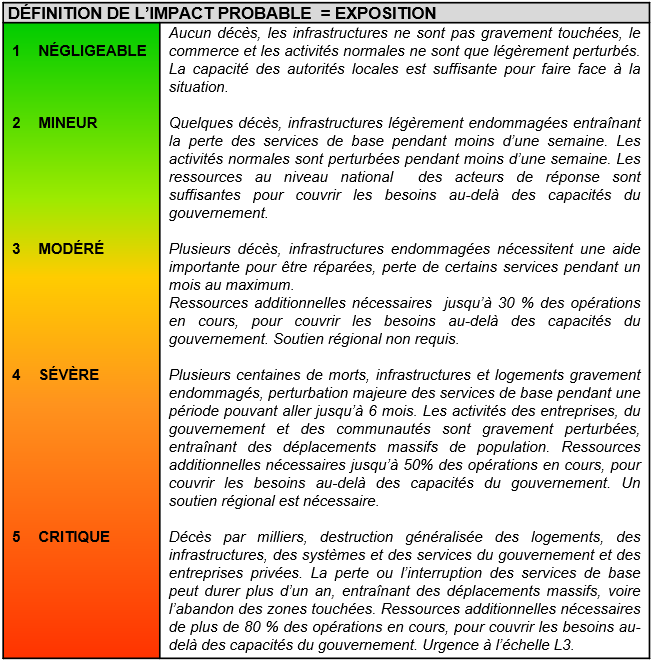 DÉFINITION DE L’IMPACT PROBABLE = EXPOSITION
1 NÉGLIGEABLE
Aucun décès, les infrastructures ne sont pas gravement touchées, le
commerce et les activités normales ne sont que légèrement perturbés.
La capacité des autorités locales est suffisante pour faire face à la
situation.
2 MINEUR
Quelques décès, infrastructures légèrement endommagées entraînant
la perte des services de base pendant moins d’une semaine. Les
activités normales sont perturbées pendant moins d’une semaine. Les
ressources au niveau national des acteurs de réponse sont
suffisantes pour couvrir les besoins au-delà des capacités du
gouvernement.
3 MODÉRÉ
Plusieurs décès, infrastructures endommagées nécessitent une aide
importante pour être réparées, perte de certains services pendant un
mois au maximum.
Ressources additionnelles nécessaires jusqu’à 30 % des opérations
en cours, pour couvrir les besoins au-delà des capacités du
gouvernement. Soutien régional non requis.
4 SÉVÈRE
Plusieurs centaines de morts, infrastructures et logements gravement
endommagés, perturbation majeure des services de base pendant une
période pouvant aller jusqu’à 6 mois. Les activités des entreprises, du
gouvernement et des communautés sont gravement perturbées,
entraînant des déplacements massifs de population. Ressources
additionnelles nécessaires jusqu’à 50% des opérations en cours, pour
couvrir les besoins au-delà des capacités du gouvernement. Un
soutien régional est nécessaire.
5 CRITIQUE
Décès par milliers, destruction généralisée des logements, des
infrastructures, des systèmes et des services du gouvernement et des
entreprises privées. La perte ou l’interruption des services de base
peut durer plus d’un an, entraînant des déplacements massifs, voire
l’abandon des zones touchées. Ressources additionnelles nécessaires
de plus de 80 % des opérations en cours, pour couvrir les besoins au-
delà des capacités du gouvernement. Urgence à l’échelle L3.